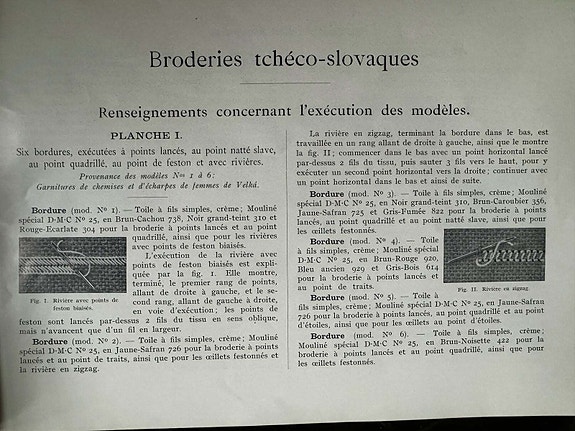 Broderies tchéco-slovaques
Renseignements concernant l'exécution des modèles.
PLANCHE I.
Six bordures, exécutées à points lancés, au point natté slave,
au point quadrillé, au point de feston et avec rivières.
Provenance des modèles Nos 1 à 6:
Garnitures de chemises et d'écharpes de femmes de Velká.
Bordure (mod. Nº 1). — Toile à fils simples, crème; Mouliné
spécial D·M·C Nº 25, en Brun-Cachou 738, Noir grand-teint 310 et
Rouge-Ecarlate 304 pour la broderie à points lancés et au point
quadrillé, ainsi que pour les rivières
avec points de feston biaisés.
L'exécution de la rivière avec
points de feston biaisés est expli-
quée par la fig. I. Elle montre,
terminé, le premier rang de points,
allant de droite à gauche, et le se-
cond rang, allant de gauche à droite,
en voie d'exécution; les points de
feston sont lancés par-dessus 2 fils du tissu en sens oblique,
mais n'avancent que d'un fil en largeur.
Fig. I. Rivière avec points de
feston biaisés.
Bordure (mod. Nº 2). — Toile à fils simples, crème; Mouliné
spécial D·M·C Nº 25, en Jaune-Safran 726 pour la broderie à points
lancés et au point de traits, ainsi que pour les œillets festonnés et
la rivière en zigzag.
La rivière en zigzag, terminant la bordure dans le bas, est
travaillée en un rang allant de droite à gauche, ainsi que le montre
la fig. II; commencer dans le bas avec un point horizontal lancé
par-dessus 2 fils du tissu, puis sauter 3 fils vers le haut, pour y
exécuter un second point horizontal vers la droite; continuer avec
un point horizontal dans le bas et ainsi de suite.
Bordure (mod. Nº 3). — Toile à fils simples, crème; Mouliné
spécial D·M·C Nº 25, en Noir grand-teint 310, Brun-Caroubier 356,
Jaune-Safran 725 et Gris-Fumée 822 pour la broderie à points
lancés, au point quadrillé et au point natté slave, ainsi que pour
les œillets festonnés.
Bordure (mod. Nº 4). — Toile
à fils simples, crème; Mouliné spécial
D·M·C Nº 25, en Brun-Rouge 920,
Bleu ancien 929 et Gris-Bois 614
pour la broderie à points lancés et
au point de traits.
Fig. II. Rivière en zigzag.
Bordure (mod. Nº 5). — Toile à
fils simples, crème; Mouliné spécial D·M·C Nº 25, en Jaune-Safran
726 pour la broderie à points lancés, au point quadrillé et au point
d'étoiles, ainsi que pour les œillets au point d'étoiles.
Bordure (mod. Nº 6). — Toile à fils simples, crème;
Mouliné spécial D·M·C Nº 25, en Brun-Noisette 422 pour la
broderie à points lancés et au point quadrillé, ainsi que pour
les œillets festonnés.